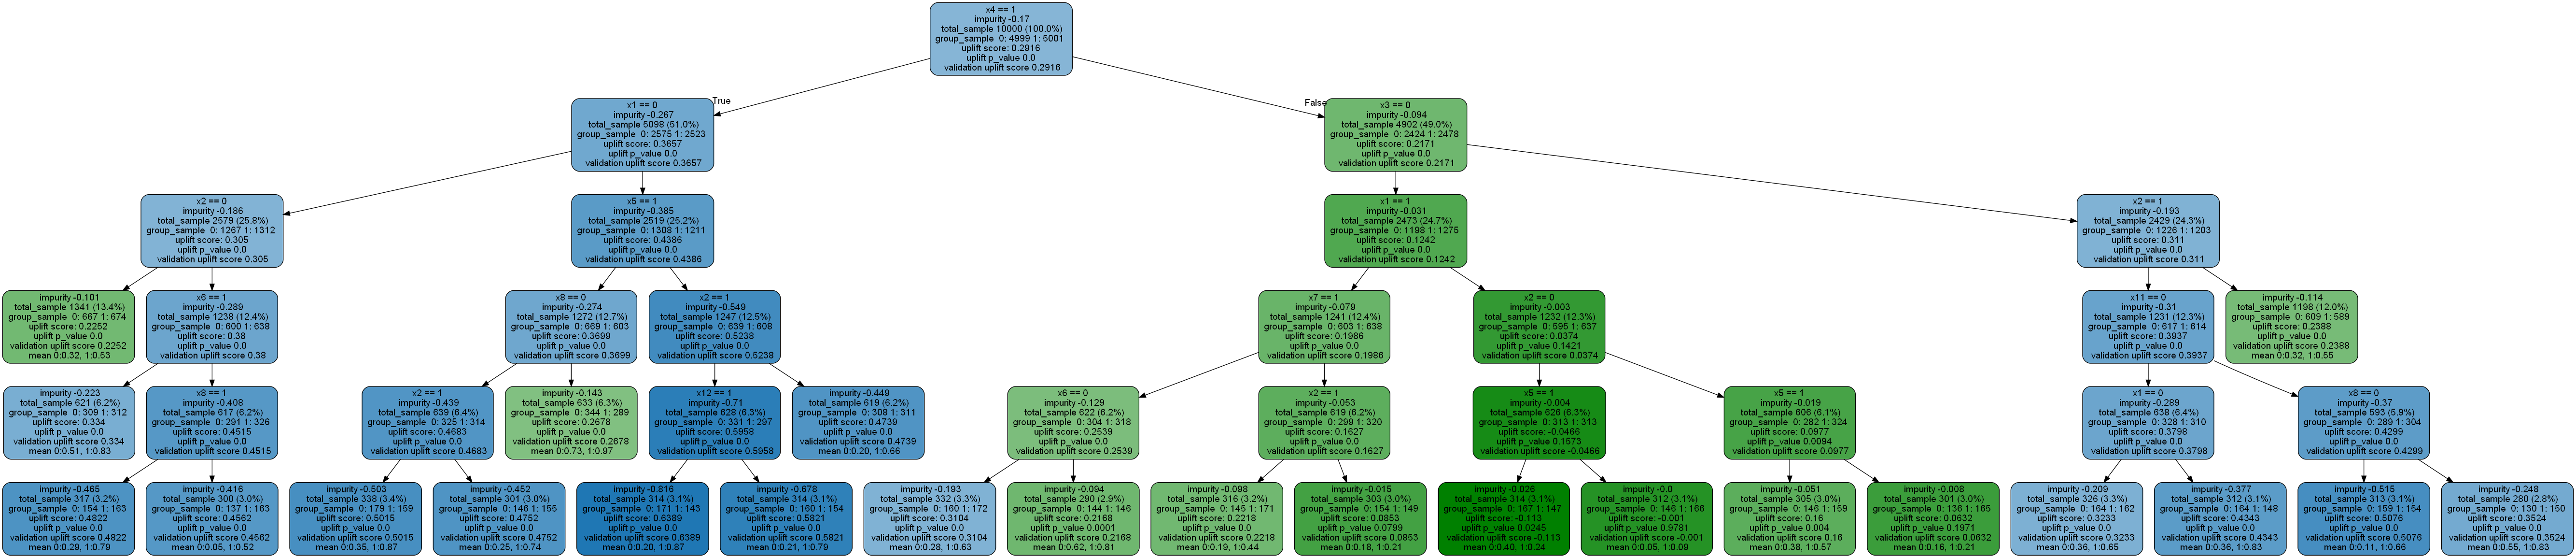 x4 == 1
impurity -0.17
total_sample 10000 (100.0%)
group_sample 0: 4999 1: 5001
uplift score: 0.2916
uplift p_value 0.0
validation uplift score 0.2916
True
False
x1 == 0
impurity -0.267
total_sample 5098 (51.0%)
group_sample 0: 2575 1: 2523
uplift score: 0.3657
uplift p_value 0.0
validation uplift score 0.3657
x3 == 0
impurity -0.094
total_sample 4902 (49.0%)
group_sample 0: 2424 1: 2478
uplift score: 0.2171
uplift p_value 0.0
validation uplift score 0.2171
x2 == 0
impurity -0.186
total_sample 2579 (25.8%)
group_sample 0: 1267 1: 1312
uplift score: 0.305
uplift p_value 0.0
validation uplift score 0.305
x5 == 1
impurity -0.385
total_sample 2519 (25.2%)
group_sample 0: 1308 1: 1211
uplift score: 0.4386
uplift p_value 0.0
validation uplift score 0.4386
x1 == 1
impurity -0.031
total_sample 2473 (24.7%)
group_sample 0: 1198 1: 1275
uplift score: 0.1242
uplift p_value 0.0
validation uplift score 0.1242
x2 == 1
impurity -0.193
total_sample 2429 (24.3%)
group_sample 0: 1226 1: 1203
uplift score: 0.311
uplift p_value 0.0
validation uplift score 0.311
impurity -0.101
total_sample 1341 (13.4%)
group_sample 0: 667 1: 674
uplift score: 0.2252
uplift p_value 0.0
validation uplift score 0.2252
mean 0:0.32, 1:0.53
x6 == 1
impurity -0.289
total_sample 1238 (12.4%)
group_sample 0: 600 1: 638
uplift score: 0.38
uplift p_value 0.0
validation uplift score 0.38
x8 == 0
impurity -0.274
total_sample 1272 (12.7%)
group_sample 0: 669 1: 603
uplift score: 0.3699
uplift p_value 0.0
validation uplift score 0.3699
x2 == 1
impurity -0.549
total_sample 1247 (12.5%)
group_sample 0: 639 1: 608
uplift score: 0.5238
uplift p_value 0.0
validation uplift score 0.5238
x7 == 1
impurity -0.079
total_sample 1241 (12.4%)
group_sample 0: 603 1: 638
uplift score: 0.1986
uplift p_value 0.0
validation uplift score 0.1986
x2 == 0
impurity -0.003
total_sample 1232 (12.3%)
group_sample 0: 595 1: 637
uplift score: 0.0374
uplift p_value 0.1421
validation uplift score 0.0374
x11 == 0
impurity -0.31
total_sample 1231 (12.3%)
group_sample 0: 617 1: 614
uplift score: 0.3937
uplift p_value 0.0
validation uplift score 0.3937
impurity -0.114
total_sample 1198 (12.0%)
group_sample 0: 609 1: 589
uplift score: 0.2388
uplift p_value 0.0
validation uplift score 0.2388
mean 0:0.32, 1:0.55
impurity -0.223
total_sample 621 (6.2%)
group_sample 0: 309 1: 312
uplift score: 0.334
uplift p_value 0.0
validation uplift score 0.334
mean 0:0.51, 1:0.83
x8 == 1
impurity -0.408
total_sample 617 (6.2%)
group_sample 0: 291 1: 326
uplift score: 0.4515
uplift p_value 0.0
validation uplift score 0.4515
x2 == 1
impurity -0.439
total_sample 639 (6.4%)
group_sample 0: 325 1: 314
uplift score: 0.4683
uplift p_value 0.0
validation uplift score 0.4683
impurity -0.143
total_sample 633 (6.3%)
group_sample 0: 344 1: 289
uplift score: 0.2678
uplift p_value 0.0
validation uplift score 0.2678
mean 0:0.73, 1:0.97
x12 == 1
impurity -0.71
total_sample 628 (6.3%)
group_sample 0: 331 1: 297
uplift score: 0.5958
uplift p_value 0.0
validation uplift score 0.5958
impurity -0.449
total_sample 619 (6.2%)
group_sample 0: 308 1: 311
uplift score: 0.4739
uplift p_value 0.0
validation uplift score 0.4739
mean 0:0.20, 1:0.66
x6 == 0
impurity -0.129
total_sample 622 (6.2%)
group_sample 0: 304 1: 318
uplift score: 0.2539
uplift p_value 0.0
validation uplift score 0.2539
x2 == 1
impurity -0.053
total_sample 619 (6.2%)
group_sample 0: 299 1: 320
uplift score: 0.1627
uplift p_value 0.0
validation uplift score 0.1627
x5 == 1
impurity -0.004
total_sample 626 (6.3%)
group_sample 0: 313 1: 313
uplift score: -0.0466
uplift p_value 0.1573
validation uplift score -0.0466
x5 == 1
impurity -0.019
total_sample 606 (6.1%)
group_sample 0: 282 1: 324
uplift score: 0.0977
uplift p_value 0.0094
validation uplift score 0.0977
x1 == 0
impurity -0.289
total_sample 638 (6.4%)
group_sample 0: 328 1: 310
uplift score: 0.3798
uplift p_value 0.0
validation uplift score 0.3798
x8 == 0
impurity -0.37
total_sample 593 (5.9%)
group_sample 0: 289 1: 304
uplift score: 0.4299
uplift p_value 0.0
validation uplift score 0.4299
impurity -0.465
total_sample 317 (3.2%)
group_sample 0: 154 1: 163
uplift score: 0.4822
uplift p_value 0.0
validation uplift score 0.4822
mean 0:0.29, 1:0.79
impurity -0.416
total_sample 300 (3.0%)
group_sample 0: 137 1: 163
uplift score: 0.4562
uplift p_value 0.0
validation uplift score 0.4562
mean 0:0.05, 1:0.52
impurity -0.503
total_sample 338 (3.4%)
group_sample 0: 179 1: 159
uplift score: 0.5015
uplift p_value 0.0
validation uplift score 0.5015
mean 0:0.35, 1:0.87
impurity -0.452
total_sample 301 (3.0%)
group_sample 0: 146 1: 155
uplift score: 0.4752
uplift p_value 0.0
validation uplift score 0.4752
mean 0:0.25, 1:0.74
impurity -0.816
total_sample 314 (3.1%)
group_sample 0: 171 1: 143
uplift score: 0.6389
uplift p_value 0.0
validation uplift score 0.6389
mean 0:0.20, 1:0.87
impurity -0.678
total_sample 314 (3.1%)
group_sample 0: 160 1: 154
uplift score: 0.5821
uplift p_value 0.0
validation uplift score 0.5821
mean 0:0.21, 1:0.79
impurity -0.193
total_sample 332 (3.3%)
group_sample 0: 160 1: 172
uplift score: 0.3104
uplift p_value 0.0
validation uplift score 0.3104
mean 0:0.28, 1:0.63
impurity -0.094
total_sample 290 (2.9%)
group_sample 0: 144 1: 146
uplift score: 0.2168
uplift p_value 0.0001
validation uplift score 0.2168
mean 0:0.62, 1:0.81
impurity -0.098
total_sample 316 (3.2%)
group_sample 0: 145 1: 171
uplift score: 0.2218
uplift p_value 0.0
validation uplift score 0.2218
mean 0:0.19, 1:0.44
impurity -0.015
total_sample 303 (3.0%)
group_sample 0: 154 1: 149
uplift score: 0.0853
uplift p_value 0.0799
validation uplift score 0.0853
mean 0:0.18, 1:0.21
impurity -0.026
total_sample 314 (3.1%)
group_sample 0: 167 1: 147
uplift score: -0.113
uplift p_value 0.0245
validation uplift score -0.113
mean 0:0.40, 1:0.24
impurity -0.0
total_sample 312 (3.1%)
group_sample 0: 146 1: 166
uplift score: -0.001
uplift p_value 0.9781
validation uplift score -0.001
mean 0:0.05, 1:0.09
impurity -0.051
total_sample 305 (3.0%)
group_sample 0: 146 1: 159
uplift score: 0.16
uplift p_value 0.004
validation uplift score 0.16
mean 0:0.38, 1:0.57
impurity -0.008
total_sample 301 (3.0%)
group_sample 0: 136 1: 165
uplift score: 0.0632
uplift p_value 0.1971
validation uplift score 0.0632
mean 0:0.16, 1:0.21
impurity -0.209
total_sample 326 (3.3%)
group_sample 0: 164 1: 162
uplift score: 0.3233
uplift p_value 0.0
validation uplift score 0.3233
mean 0:0.36, 1:0.65
impurity -0.377
total_sample 312 (3.1%)
group_sample 0: 164 1: 148
uplift score: 0.4343
uplift p_value 0.0
validation uplift score 0.4343
mean 0:0.36, 1:0.83
impurity -0.515
total_sample 313 (3.1%)
group_sample 0: 159 1: 154
uplift score: 0.5076
uplift p_value 0.0
validation uplift score 0.5076
mean 0:0.11, 1:0.66
impurity -0.248
total_sample 280 (2.8%)
group_sample 0: 130 1: 150
uplift score: 0.3524
uplift p_value 0.0
validation uplift score 0.3524
mean 0:0.55, 1:0.83